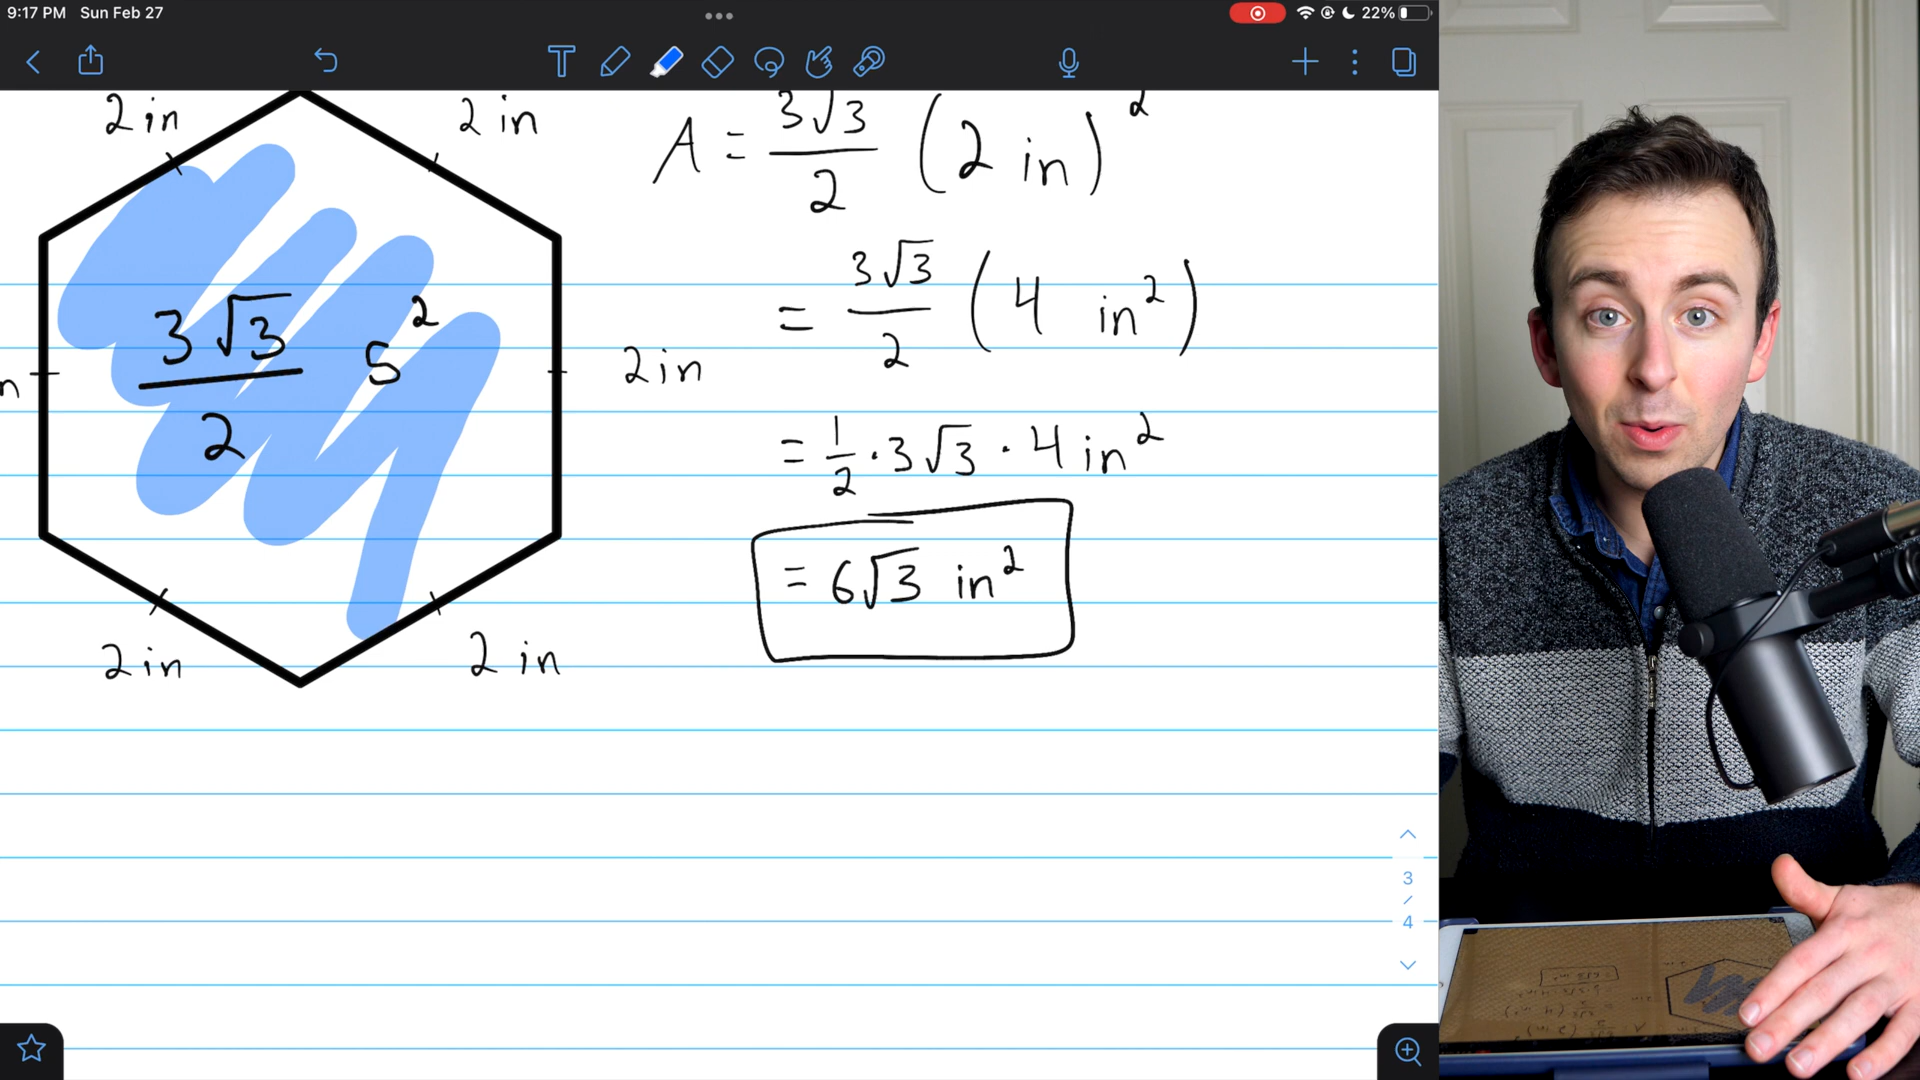 9:17 PM Sun Feb 27
22%
T
2 in
2 in
n
2 in
2 in
2 in
3√3
2
s²
A = 3√3/2 (2 in)²
= 3√3/2 (4 in²)
= 1/2 · 3√3 · 4 in²
= 6√3 in²
3
/
4